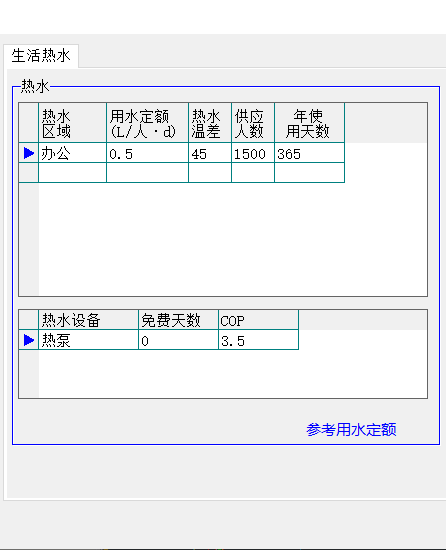 生活热水
热水
热水
区域
用水定额
(L/人·d)
热水
温差
供应
人数
年使
用天数
办公
0.5
45
1500
365
热水设备
免费天数
COP
热泵
0
3.5
参考用水定额